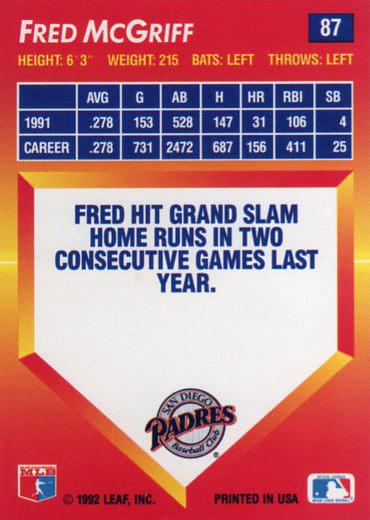 FRED MCGRIFF 87
HEIGHT: 6'3" WEIGHT: 215 BATS: LEFT THROWS: LEFT
AVG G AB H HR RBI SB
1991 .278 153 528 147 31 106 4
CAREER .278 731 2472 687 156 411 25
FRED HIT GRAND SLAM
HOME RUNS IN TWO
CONSECUTIVE GAMES LAST
YEAR.
SAN DIEGO
PADRES
Baseball Club
®
© 1992 LEAF, INC. PRINTED IN USA